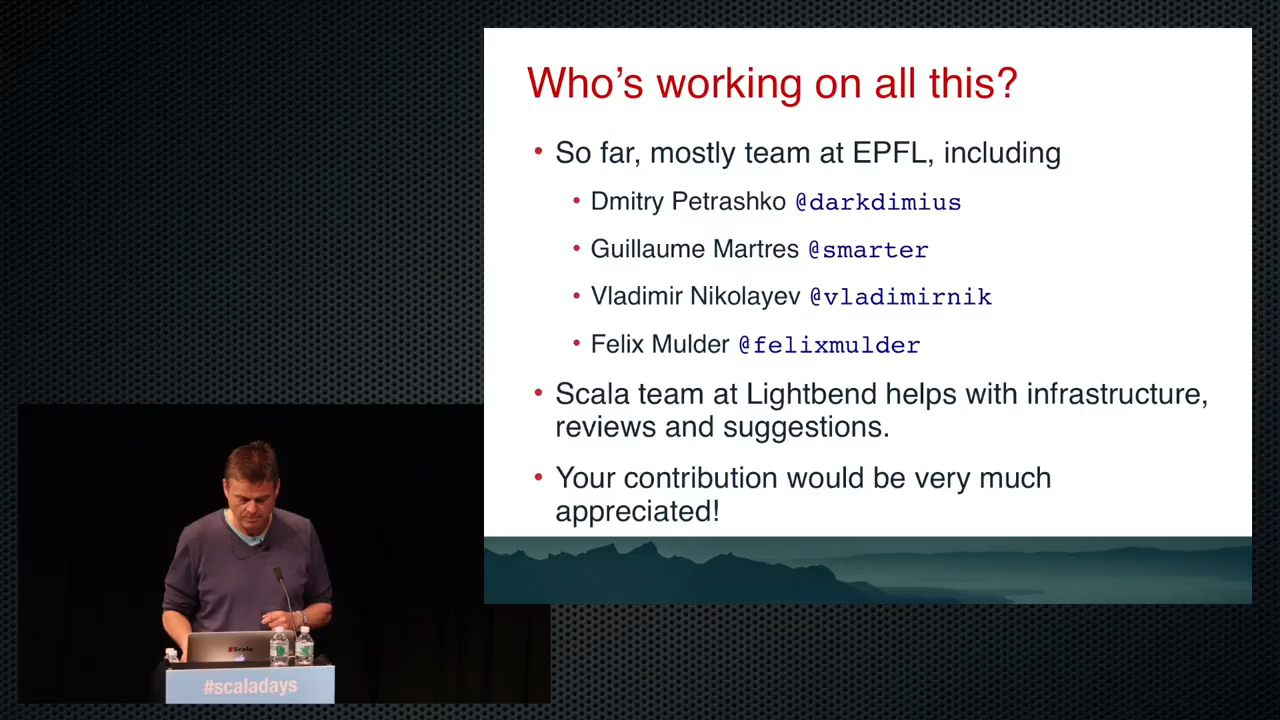 Who's working on all this?
• So far, mostly team at EPFL, including
• Dmitry Petrashko @darkdimius
• Guillaume Martres @smarter
• Vladimir Nikolayev @vladimirnik
• Felix Mulder @felixmulder
• Scala team at Lightbend helps with infrastructure,
reviews and suggestions.
• Your contribution would be very much
appreciated!
Scala
#scaladays